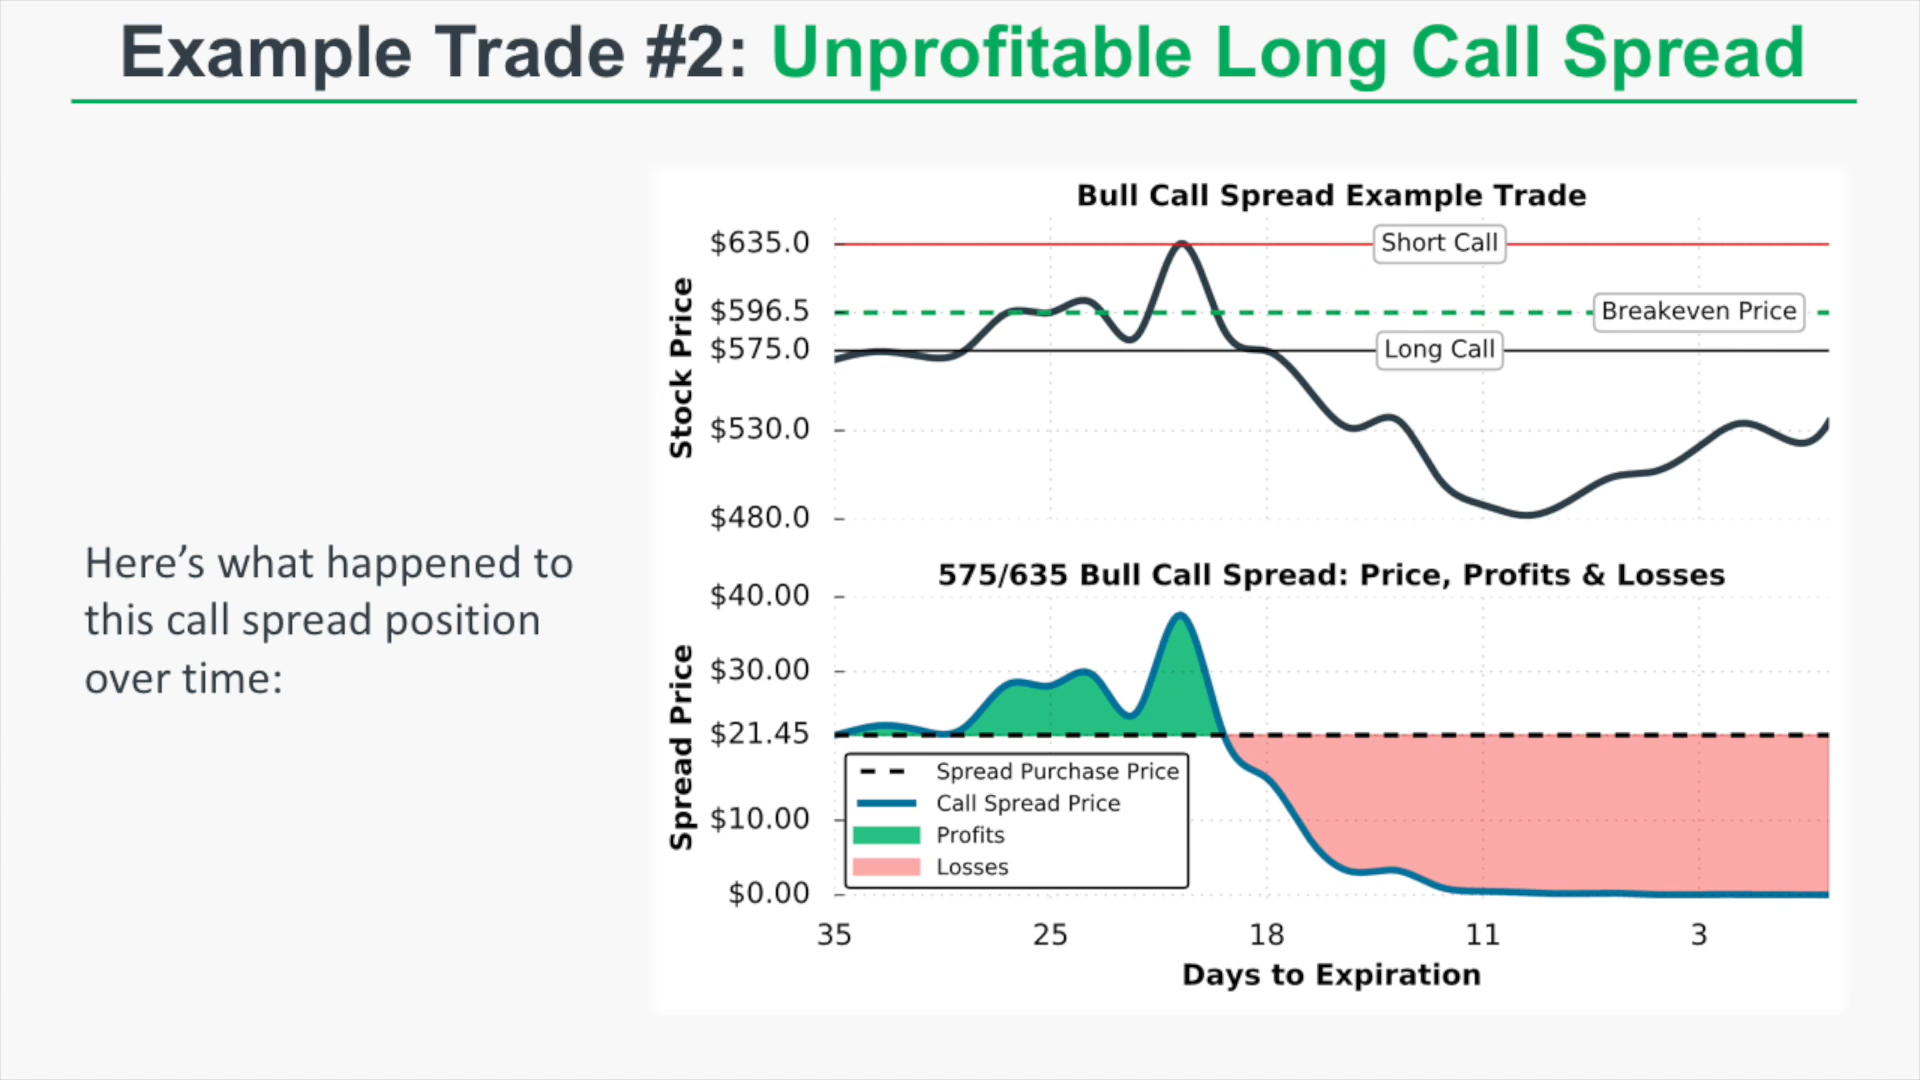 Example Trade #2: Unprofitable Long Call Spread
Here’s what happened to
this call spread position
over time:
Bull Call Spread Example Trade
Stock Price
$635.0
$596.5
$575.0
$530.0
$480.0
Short Call
Breakeven Price
Long Call
575/635 Bull Call Spread: Price, Profits & Losses
Spread Price
$40.00
$30.00
$21.45
$10.00
$0.00
Spread Purchase Price
Call Spread Price
Profits
Losses
35 25 18 11 3
Days to Expiration